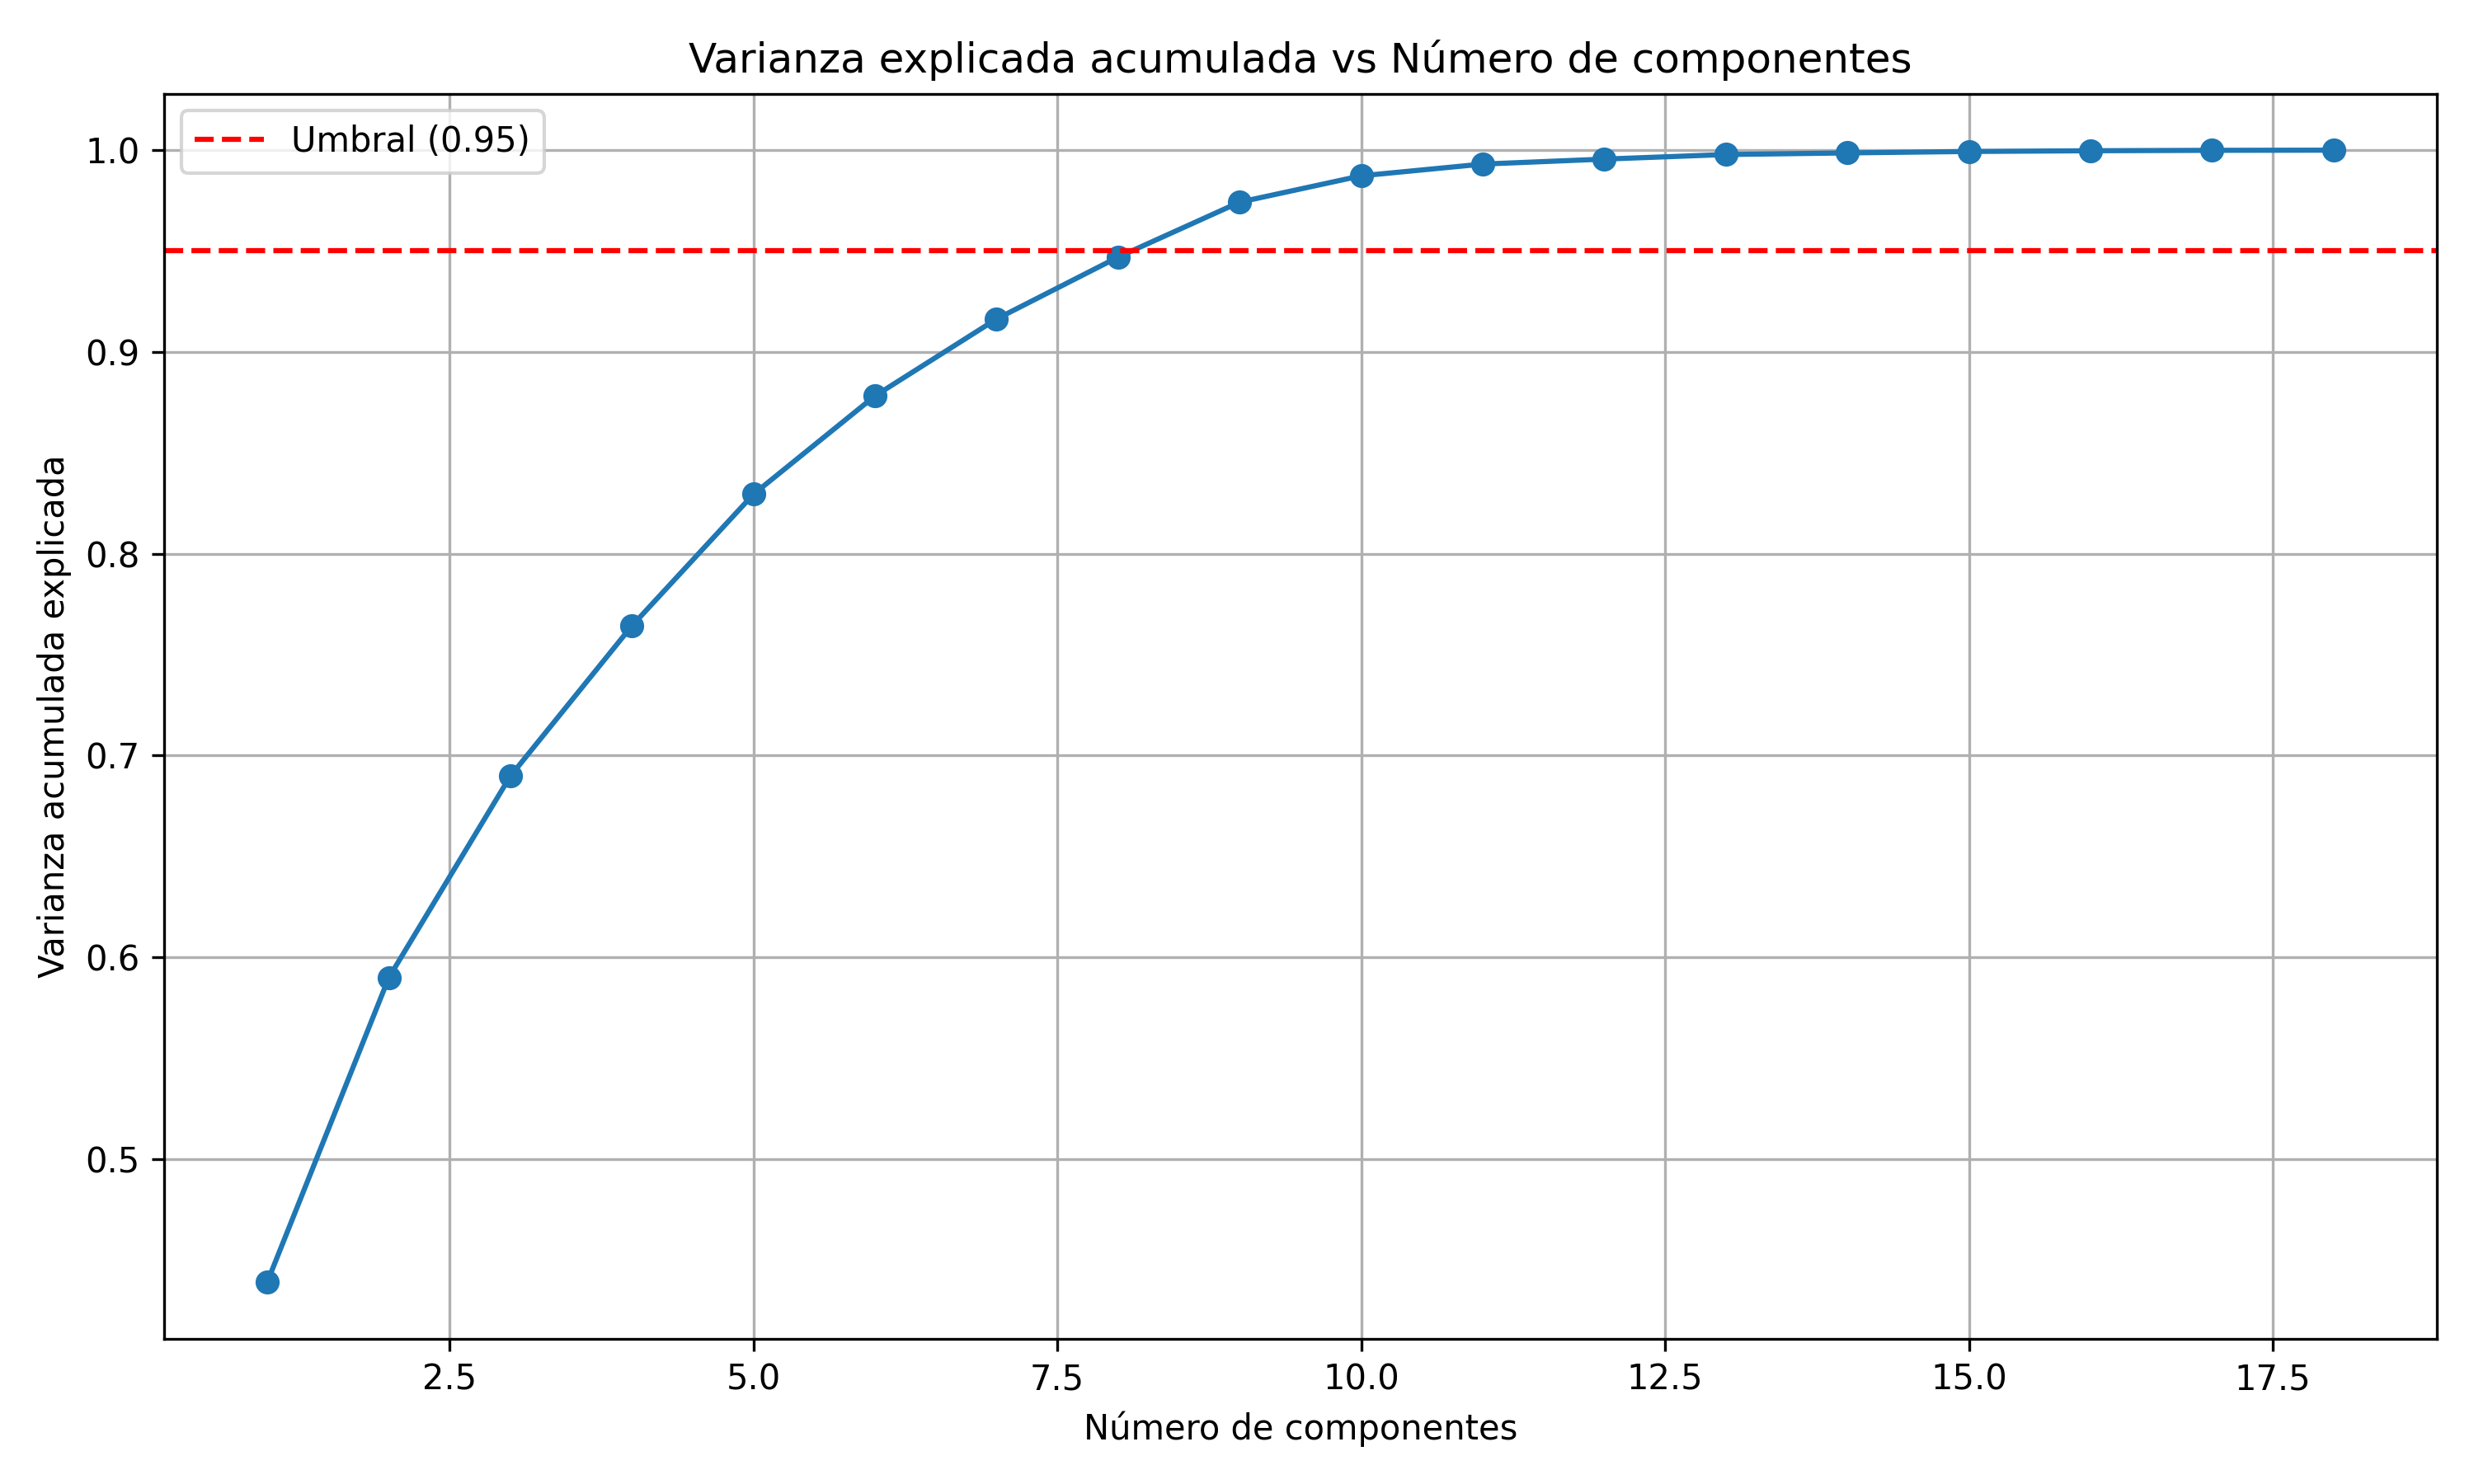 Varianza explicada acumulada vs Número de componentes
Umbral (0.95)
1.0
0.9
0.8
0.7
0.6
0.5
Varianza acumulada explicada
2.5 5.0 7.5 10.0 12.5 15.0 17.5
Número de componentes